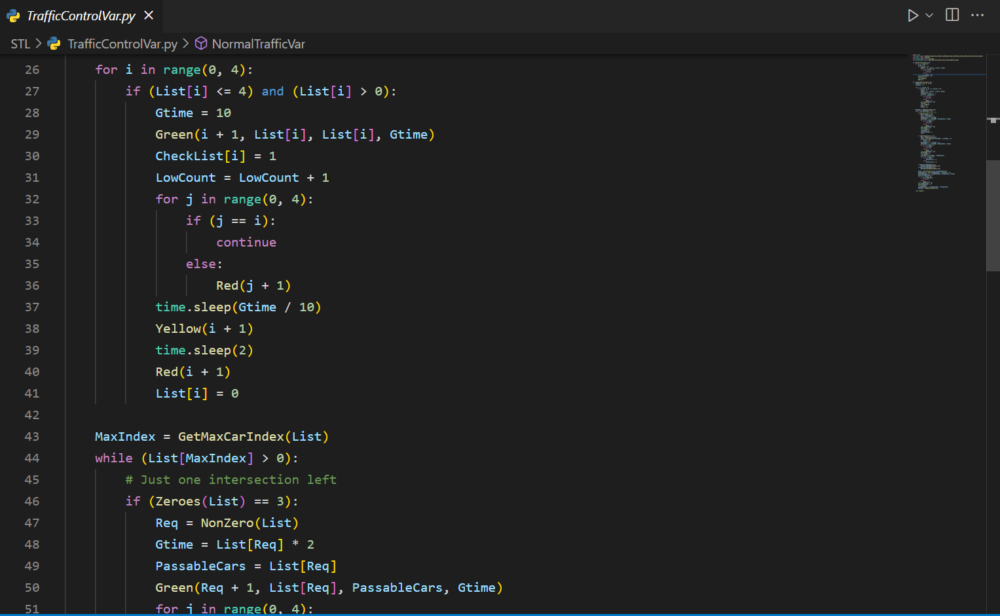 TrafficControlVar.py
STL > TrafficControlVar.py > NormalTrafficVar
26 for i in range(0, 4):
27 if (List[i] <= 4) and (List[i] > 0):
28 Gtime = 10
29 Green(i + 1, List[i], List[i], Gtime)
30 CheckList[i] = 1
31 LowCount = LowCount + 1
32 for j in range(0, 4):
33 if (j == i):
34 continue
35 else:
36 Red(j + 1)
37 time.sleep(Gtime / 10)
38 Yellow(i + 1)
39 time.sleep(2)
40 Red(i + 1)
41 List[i] = 0
42
43 MaxIndex = GetMaxCarIndex(List)
44 while (List[MaxIndex] > 0):
45 # Just one intersection left
46 if (Zeroes(List) == 3):
47 Req = NonZero(List)
48 Gtime = List[Req] * 2
49 PassableCars = List[Req]
50 Green(Req + 1, List[Req], PassableCars, Gtime)
51 for j in range(0, 4):